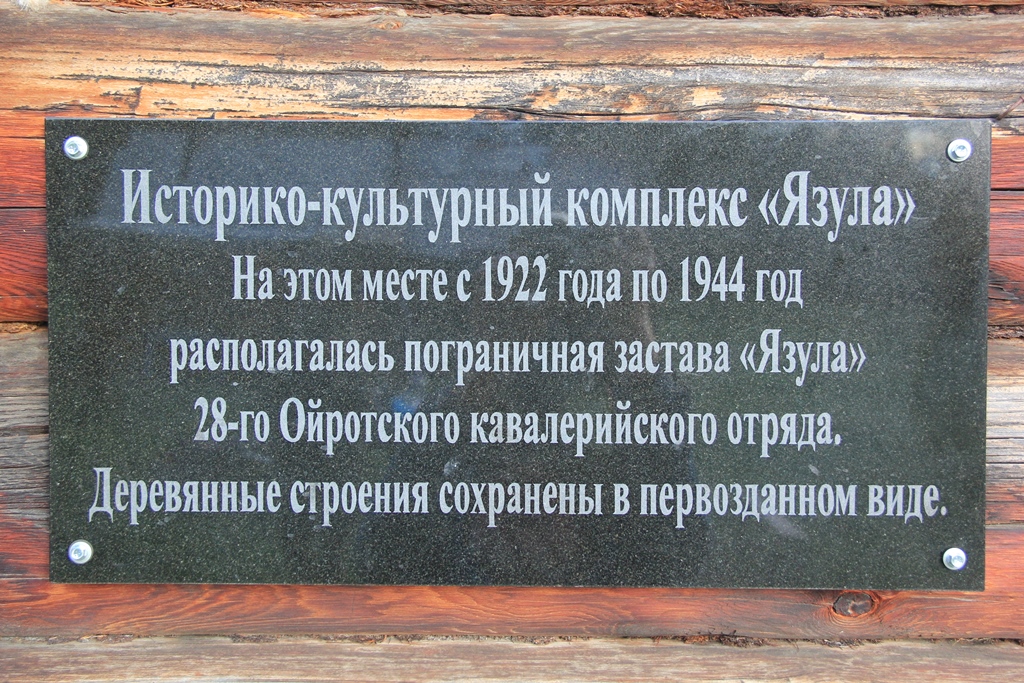 Историко-культурный комплекс «Язула»
На этом месте с 1922 года по 1944 год
располагалась пограничная застава «Язула»
28-го Ойротского кавалерийского отряда.
Деревянные строения сохранены в первозданном виде.